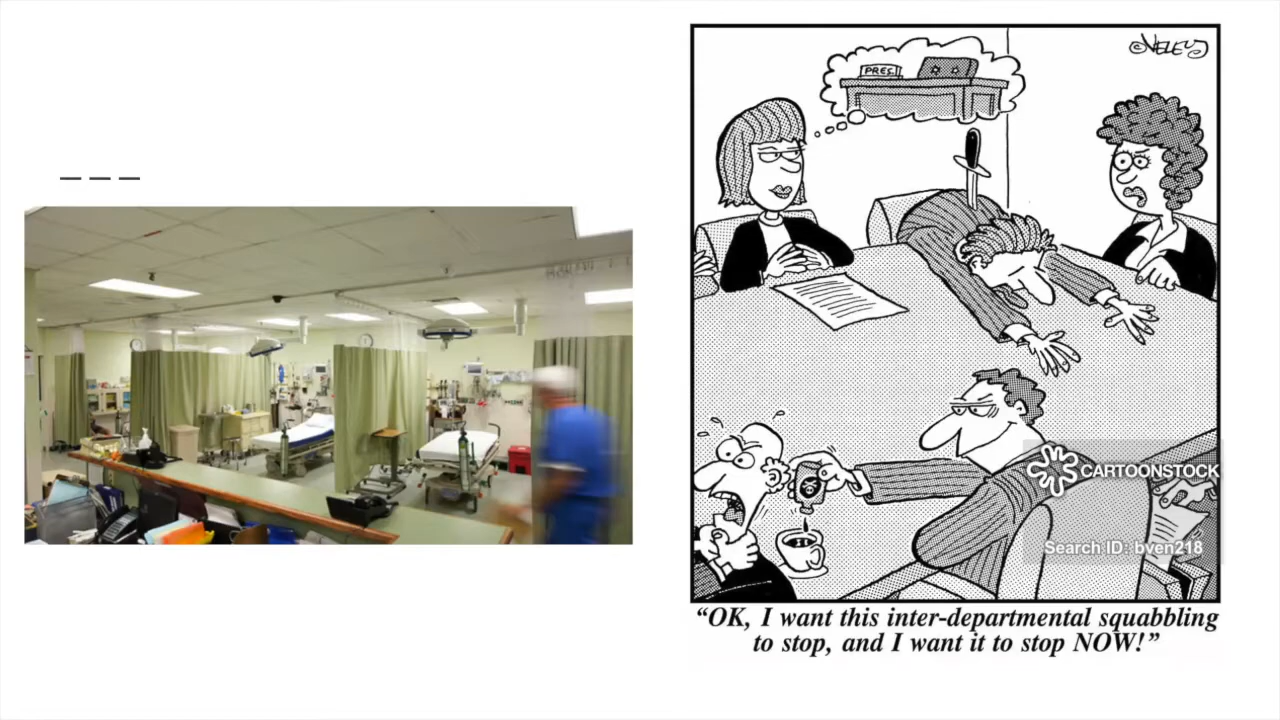 ©VELEY
PRES.
CARTOONSTOCK
Search ID: bven218
“OK, I want this inter-departmental squabbling
to stop, and I want it to stop NOW!”